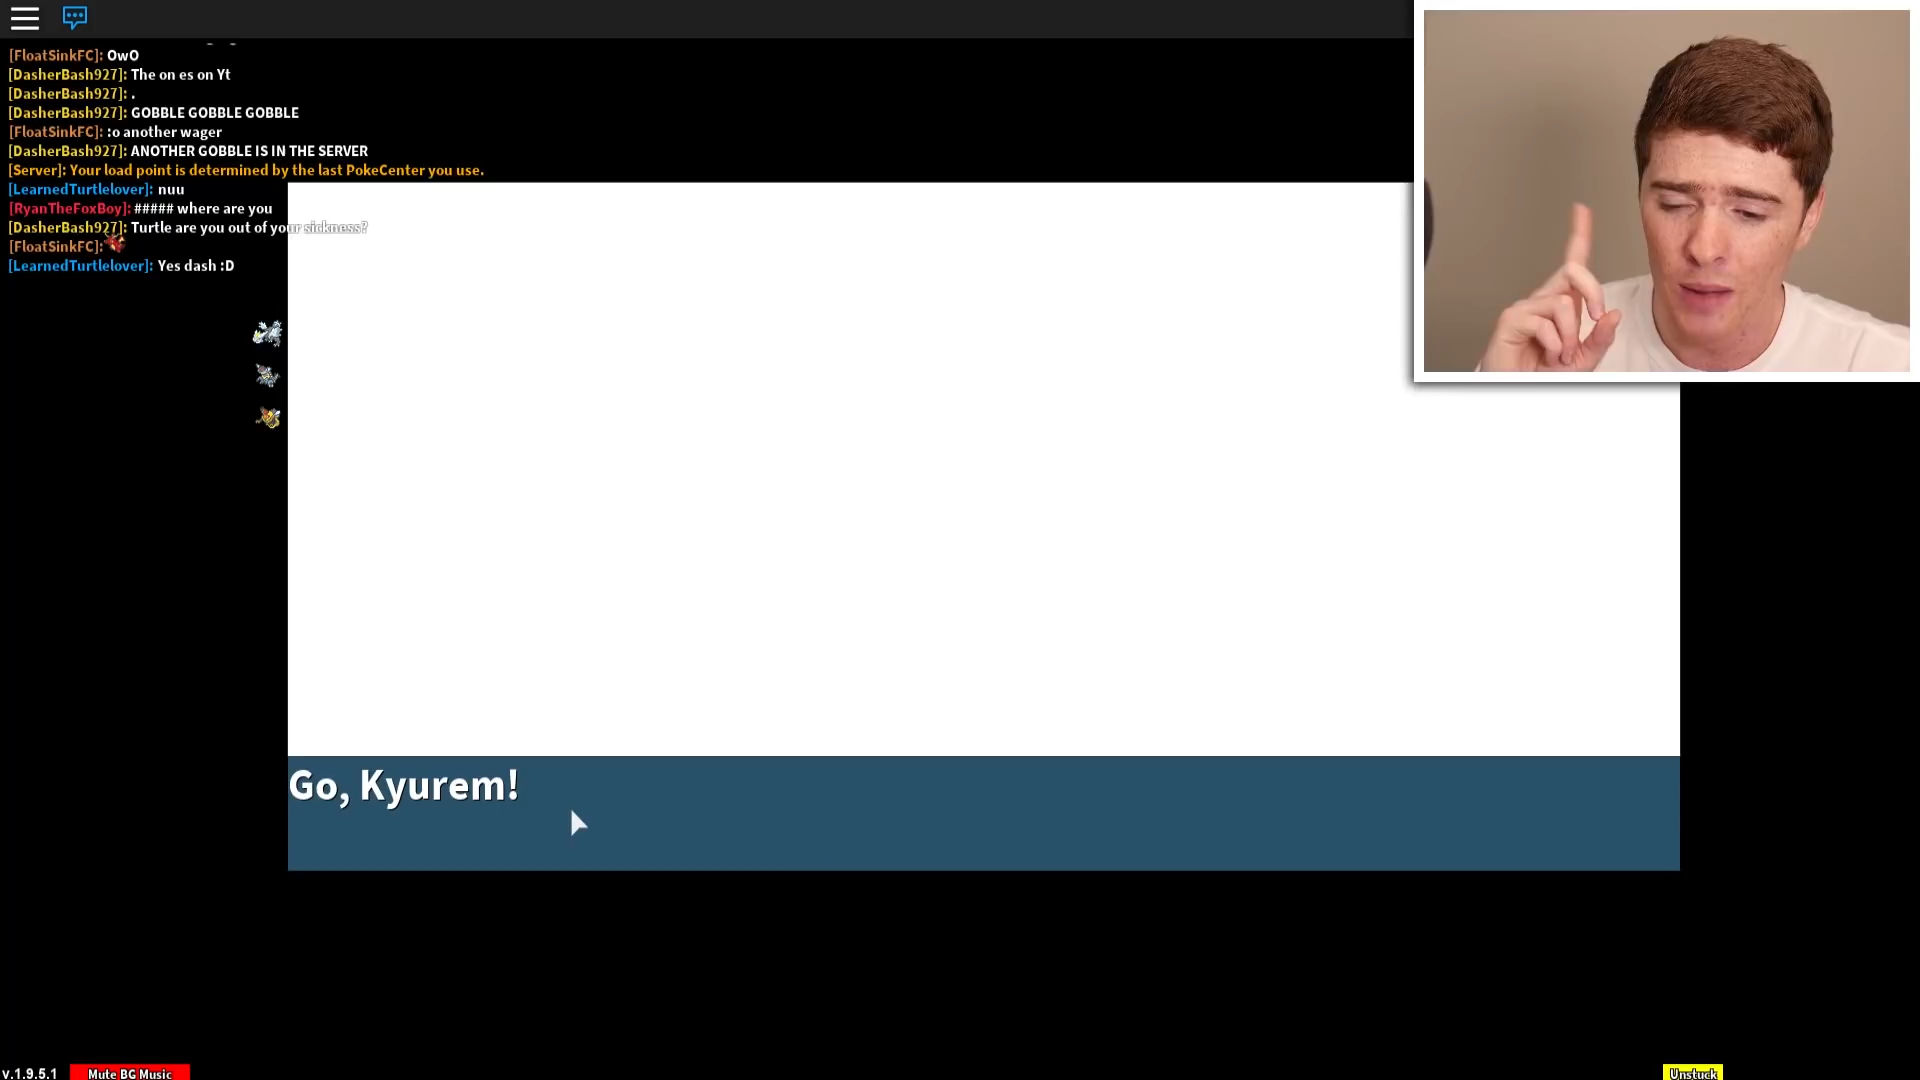 [FloatSinkFC]: OwO
[DasherBash927]: The on es on Yt
[DasherBash927]: .
[DasherBash927]: GOBBLE GOBBLE GOBBLE
[FloatSinkFC]: :o another wager
[DasherBash927]: ANOTHER GOBBLE IS IN THE SERVER
[Server]: Your load point is determined by the last PokeCenter you use.
[LearnedTurtlelover]: nuu
[RyanTheFoxBoy]: ##### where are you
[DasherBash927]: Turtle are you out of your sickness?
[FloatSinkFC]:
[LearnedTurtlelover]: Yes dash :D
Go, Kyurem!
v.1.9.5.1
Mute BG Music
Unstuck